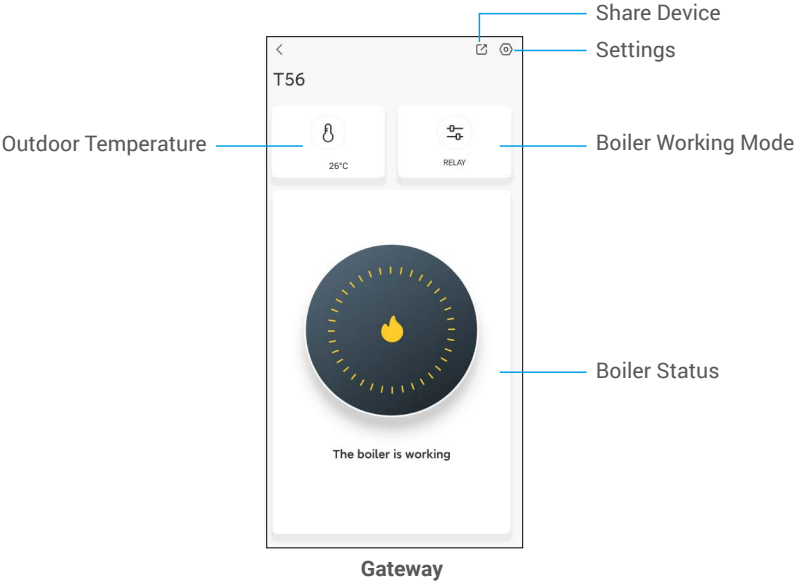 Share Device
Settings
T56
Outdoor Temperature
Boiler Working Mode
26°C
RELAY
Boiler Status
The boiler is working
Gateway